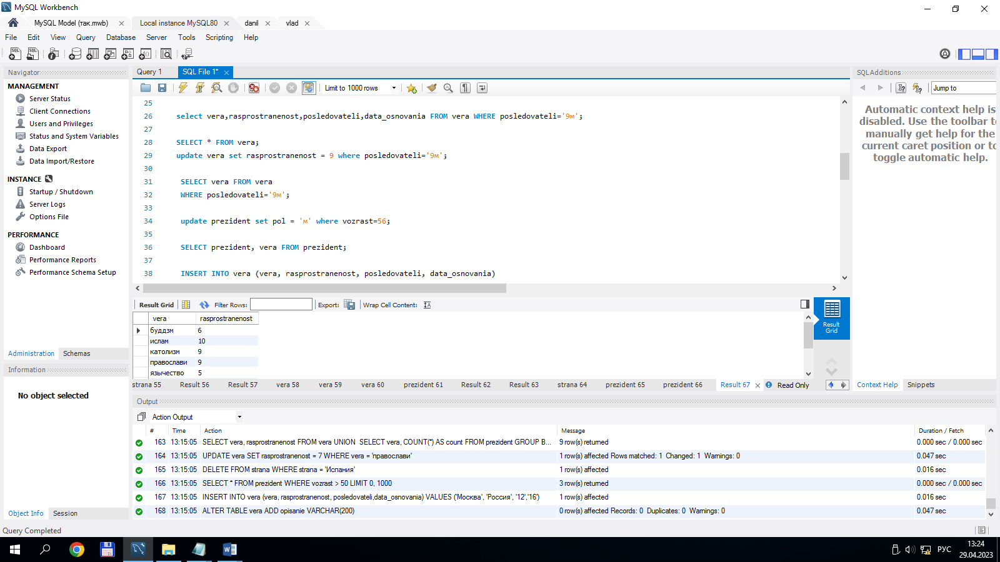 MySQL Workbench
MySQL Model (так.mwb)
Local instance MySQL80
danil
vlad
File Edit View Query Database Server Tools Scripting Help
Navigator
MANAGEMENT
Server Status
Client Connections
Users and Privileges
Status and System Variables
Data Export
Data Import/Restore
INSTANCE
Startup / Shutdown
Server Logs
Options File
PERFORMANCE
Dashboard
Performance Reports
Performance Schema Setup
Administration Schemas
Information
No object selected
Object Info Session
Query 1 SQL File 1*
Limit to 1000 rows
25
26 select vera,rasprostranenost,posledovateli,data_osnovania FROM vera WHERE posledovateli='9м';
27
28 SELECT * FROM vera;
29 update vera set rasprostranenost = 9 where posledovateli='9м';
30
31 SELECT vera FROM vera
32 WHERE posledovateli='9м';
33
34 update prezident set pol = 'м' where vozrast=56;
35
36 SELECT prezident, vera FROM prezident;
37
38 INSERT INTO vera (vera, rasprostranenost, posledovateli, data_osnovania)
Result Grid Filter Rows: Export: Wrap Cell Content:
vera rasprostranenost
буддзм 6
ислам 10
католизм 9
православи 9
язычество 5
Result Grid
strana 55 Result 56 Result 57 vera 58 vera 59 vera 60 prezident 61 Result 62 Result 63 strana 64 prezident 65 prezident 66 Result 67 Read Only
SQLAdditions
Jump to
Automatic context help is
disabled. Use the toolbar to
manually get help for the
current caret position or to
toggle automatic help.
Context Help Snippets
Output
Action Output
# Time Action Message Duration / Fetch
163 13:15:05 SELECT vera, rasprostranenost FROM vera UNION SELECT vera, COUNT(*) AS count FROM prezident GROUP B... 9 row(s) returned 0.000 sec / 0.000 sec
164 13:15:05 UPDATE vera SET rasprostranenost = 7 WHERE vera = 'православи' 1 row(s) affected Rows matched: 1 Changed: 1 Warnings: 0 0.047 sec
165 13:15:05 DELETE FROM strana WHERE strana = 'Испания' 1 row(s) affected 0.016 sec
166 13:15:05 SELECT * FROM prezident WHERE vozrast > 50 LIMIT 0, 1000 3 row(s) returned 0.000 sec / 0.000 sec
167 13:15:05 INSERT INTO vera (vera, rasprostranenost, posledovateli,data_osnovania) VALUES ('Москва', 'Россия', '12','16') 1 row(s) affected 0.016 sec
168 13:15:05 ALTER TABLE vera ADD opisanie VARCHAR(200) 0 row(s) affected Records: 0 Duplicates: 0 Warnings: 0 0.047 sec
Query Completed
РУС
13:24
29.04.2023